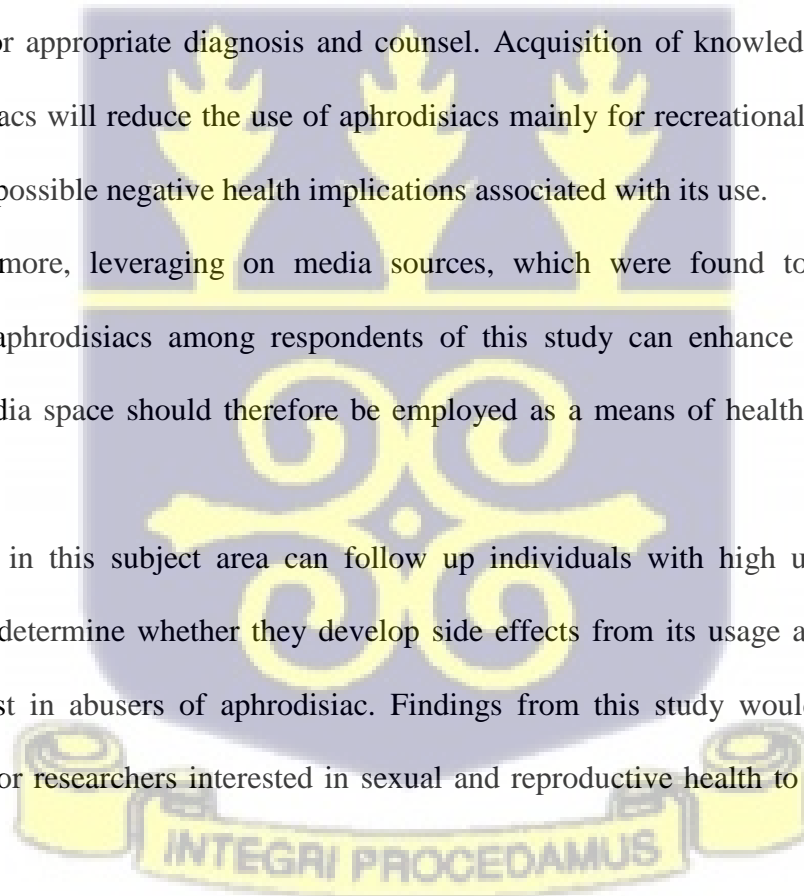 or appropriate diagnosis and counsel. Acquisition of knowled
acs will reduce the use of aphrodisiacs mainly for recreational
possible negative health implications associated with its use.
more, leveraging on media sources, which were found to
aphrodisiacs among respondents of this study can enhance
dia space should therefore be employed as a means of health
in this subject area can follow up individuals with high u
determine whether they develop side effects from its usage a
st in abusers of aphrodisiac. Findings from this study woul
or researchers interested in sexual and reproductive health to
INTEGRI PROCEDAMUS